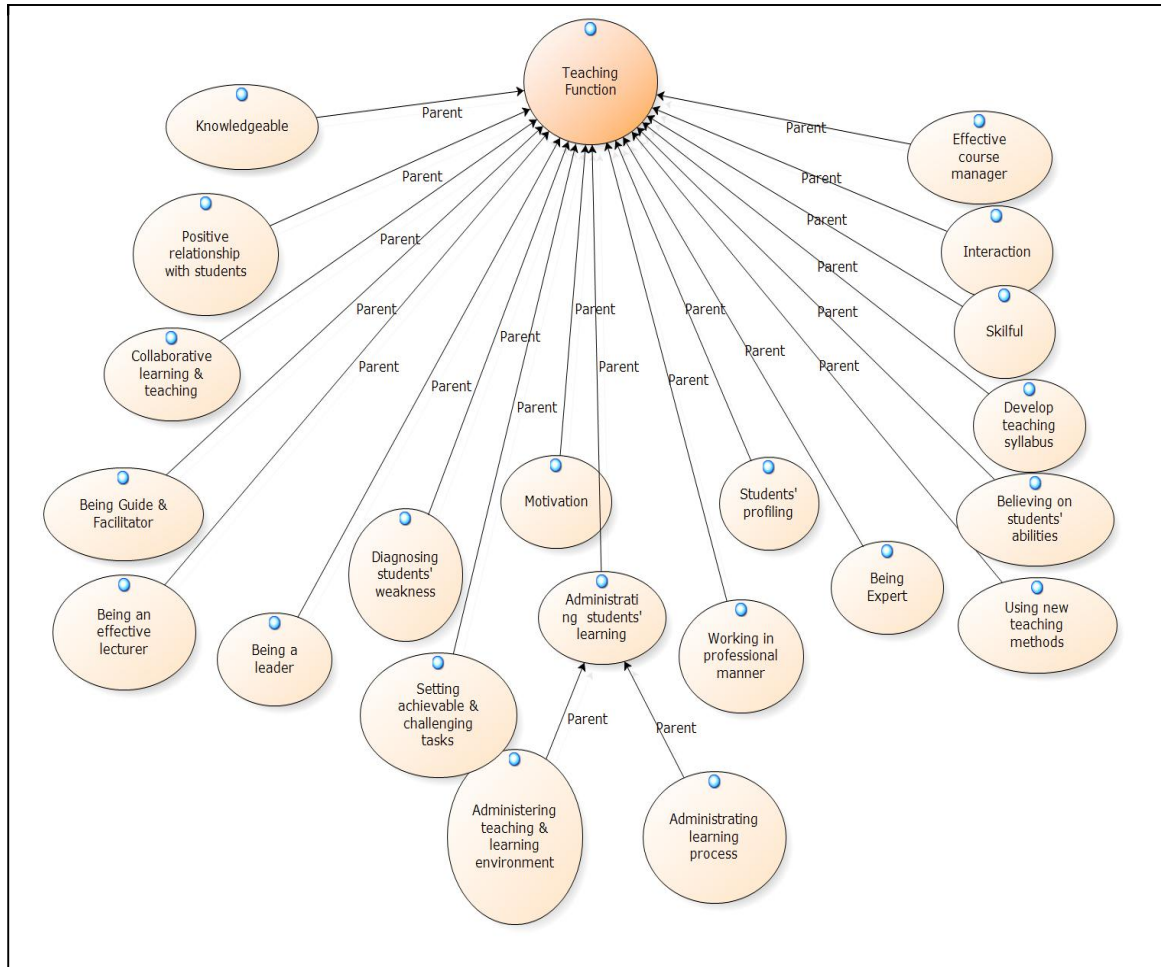 Teaching
Function
Knowledgeable
Parent
Parent
Effective
course
manager
Parent
Parent
Positive
relationship
with students
Interaction
Parent
Parent
Skilful
Parent
Parent
Collaborative
learning &
teaching
Parent
Parent
Parent
Parent
Parent
Parent
Parent
Parent
Parent
Parent
Develop
teaching
syllabus
Being Guide &
Facilitator
Motivation
Students'
profiling
Believing on
students'
abilities
Diagnosing
students'
weakness
Being
Expert
Being an
effective
lecturer
Being a
leader
Administrati
ng students'
learning
Working in
professional
manner
Using new
teaching
methods
Setting
achievable &
challenging
tasks
Parent
Parent
Administering
teaching &
learning
environment
Administrating
learning
process